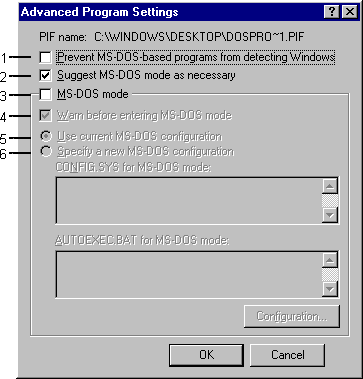 Advanced Program Settings
PIF name: C:\WINDOWS\DESKTOP\DOSPRO~1.PIF
1 Prevent MS-DOS-based programs from detecting Windows
2 Suggest MS-DOS mode as necessary
3 MS-DOS mode
4 Warn before entering MS-DOS mode
5 Use current MS-DOS configuration
6 Specify a new MS-DOS configuration
CONFIG.SYS for MS-DOS mode:
AUTOEXEC.BAT for MS-DOS mode:
Configuration...
OK Cancel